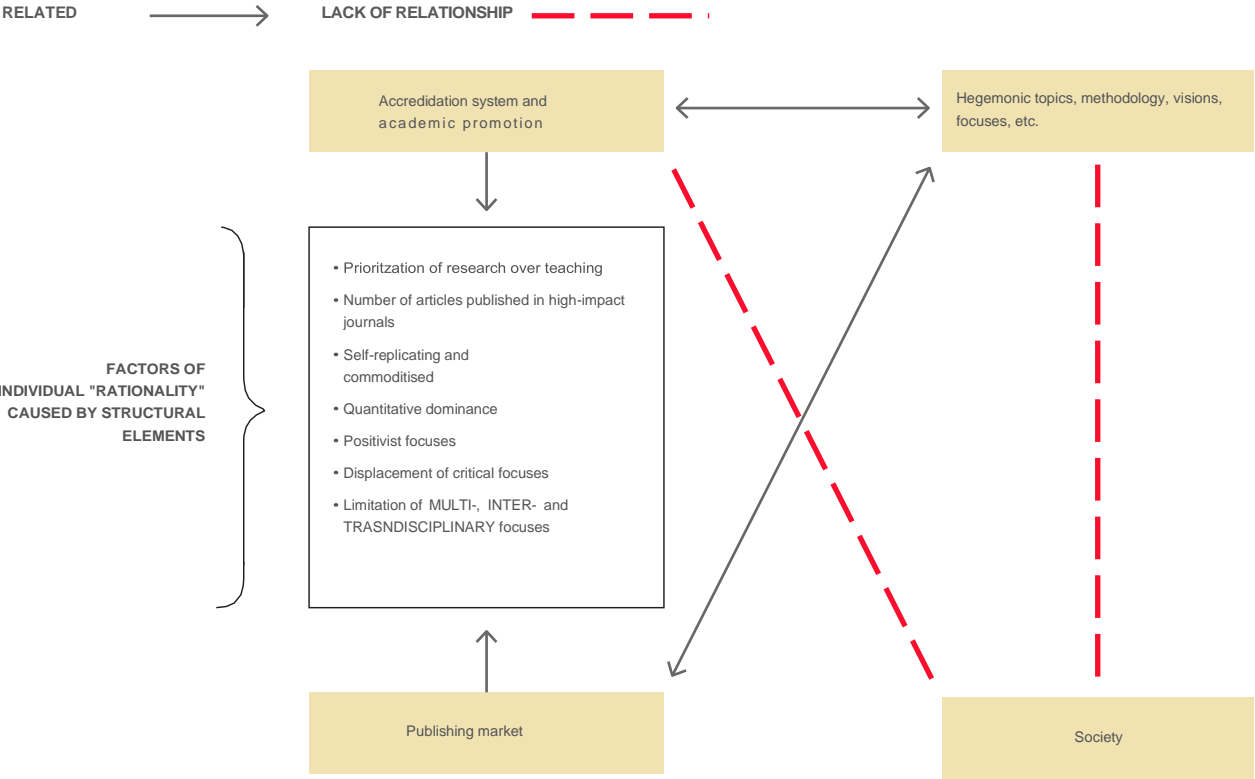 RELATED
LACK OF RELATIONSHIP
Accredidation system and
academic promotion
Hegemonic topics, methodology, visions,
focuses, etc.
FACTORS OF
INDIVIDUAL "RATIONALITY"
CAUSED BY STRUCTURAL
ELEMENTS
• Prioritzation of research over teaching
• Number of articles published in high-impact
journals
• Self-replicating and
commoditised
• Quantitative dominance
• Positivist focuses
• Displacement of critical focuses
• Limitation of MULTI-, INTER- and
TRASNDISCIPLINARY focuses
Publishing market
Society